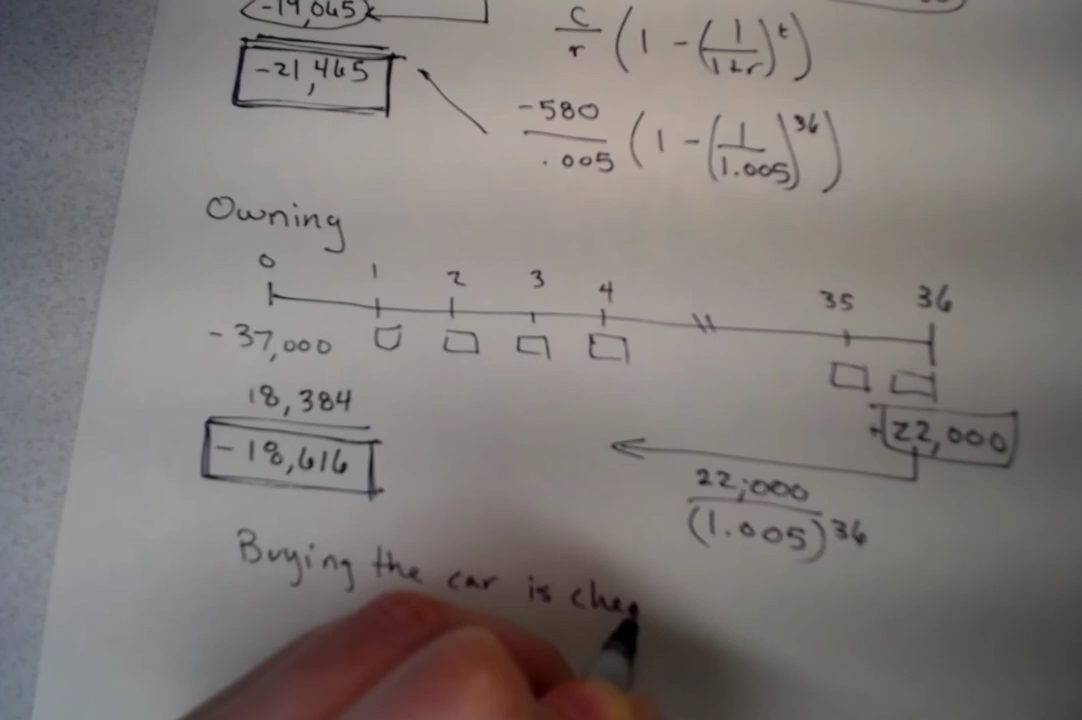 -19,065
-21,465
C/r (1 - (1/1+r)^t)
-580/.005 (1 - (1/1.005)^36)
Owning
0 1 2 3 4 35 36
-37,000
18,384
-18,616
22,000
22,000/(1.005)^36
Buying the car is chea